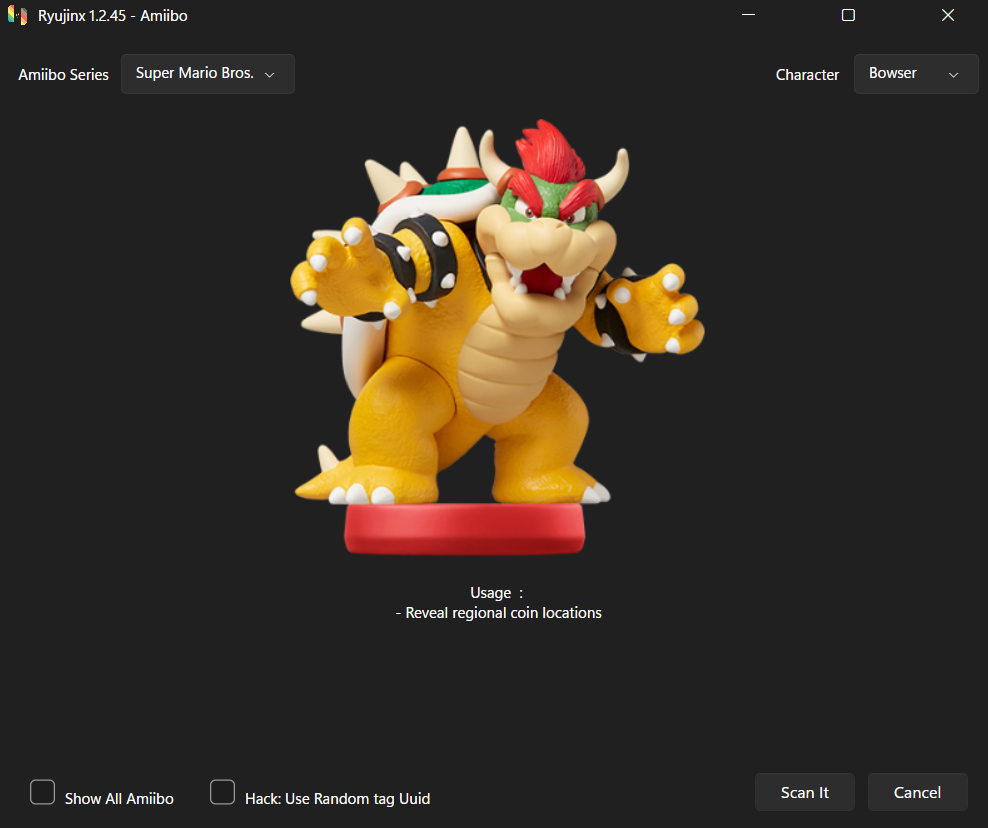 Ryujinx 1.2.45 - Amiibo
Amiibo Series
Super Mario Bros.
Character
Bowser
Usage :
- Reveal regional coin locations
Show All Amiibo
Hack: Use Random tag Uuid
Scan It
Cancel